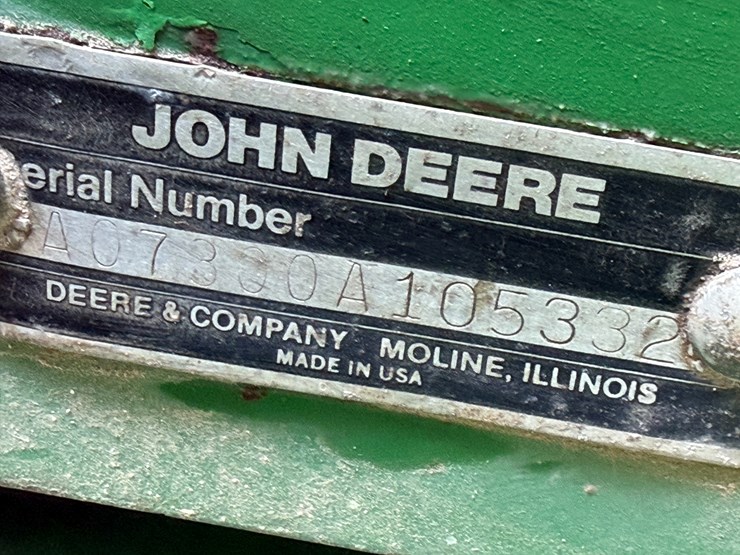 JOHN DEERE
erial Number
A07300A105332
DEERE & COMPANY MOLINE, ILLINOIS
MADE IN USA